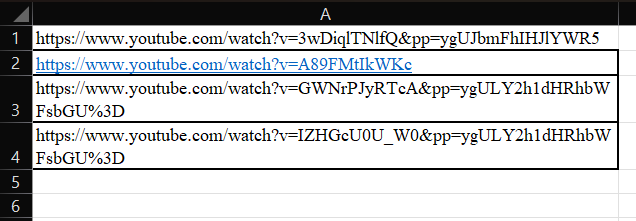 A
1 https://www.youtube.com/watch?v=3wDiqlTNlfQ&pp=ygUJbmFhIHJlYWR5
2 https://www.youtube.com/watch?v=A89FMtIkWKc
3 https://www.youtube.com/watch?v=GWNrPJyRTcA&pp=ygULY2h1dHRhbW
FsbGU%3D
4 https://www.youtube.com/watch?v=IZHGcU0U_W0&pp=ygULY2h1dHRhbW
FsbGU%3D
5
6